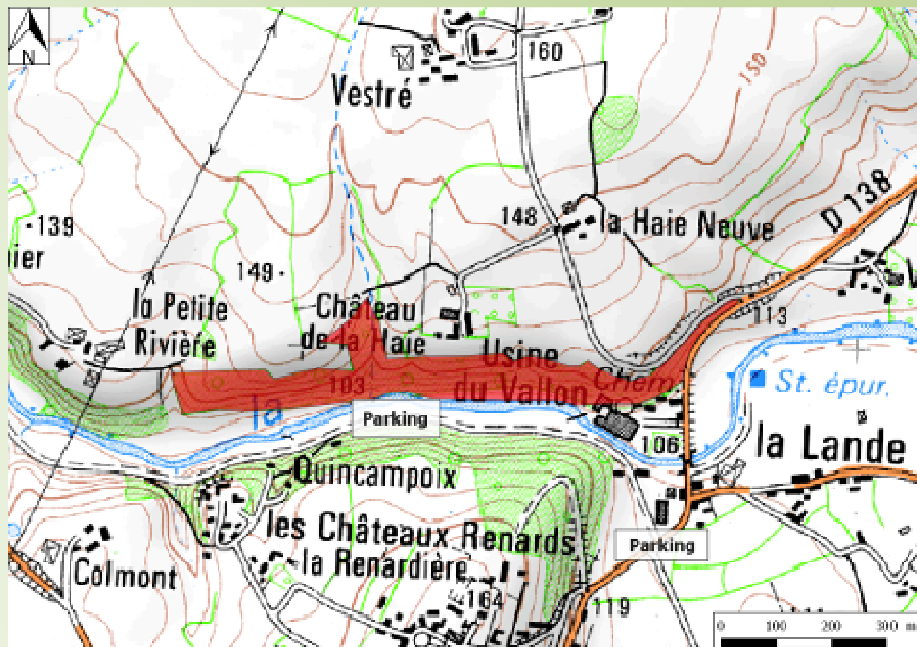 N
160
Vestré
150
D 138
139
148
la Haie Neuve
149
la Petite
Rivière
Château
de la Haie
113
Usine
du Vallon
Chem.
103
la
St. épur.
Parking
106
la Lande
Quincampoix
les Châteaux Renards
la Renardière
Parking
Colmont
164
119
0 100 200 300 m